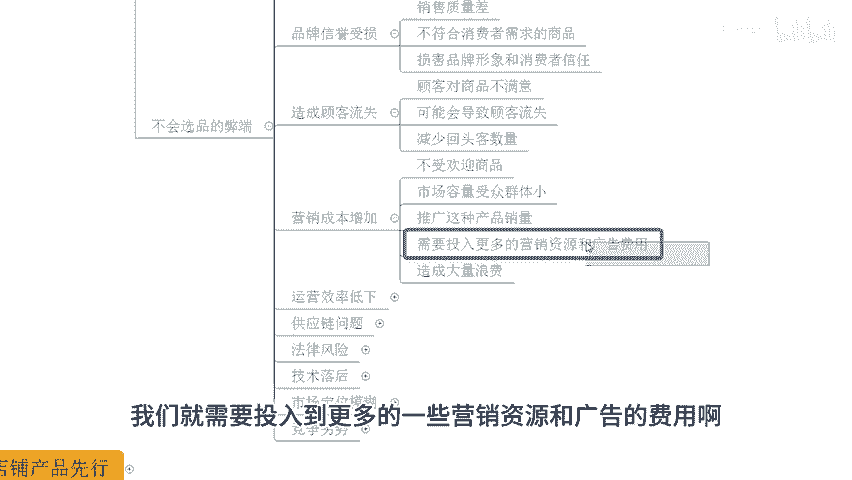 销售质量差
品牌信誉受损
不符合消费者需求的商品
损害品牌形象和消费者信任
顾客对商品不满意
不会选品的弊端
造成顾客流失
可能会导致顾客流失
减少回头客数量
不受欢迎商品
市场容量受众群体小
营销成本增加
推广这种产品销量
需要投入更多的营销资源和广告费用
造成大量浪费
运营效率低下
供应链问题
法律风险
技术落后
市场定位模糊
我们就需要投入到更多的一些营销资源和广告的费用啊
竞争劣势
店铺产品先行